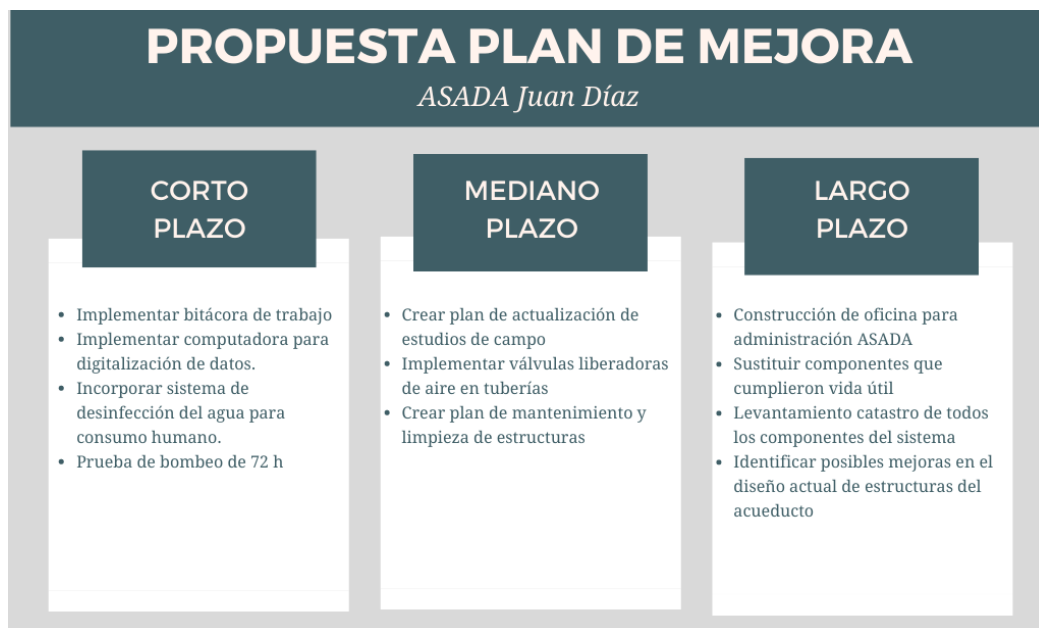 PROPUESTA PLAN DE MEJORA
ASADA Juan Díaz
CORTO
PLAZO
• Implementar bitácora de trabajo
• Implementar computadora para
digitalización de datos.
• Incorporar sistema de
desinfección del agua para
consumo humano.
• Prueba de bombeo de 72 h
MEDIANO
PLAZO
• Crear plan de actualización de
estudios de campo
• Implementar válvulas liberadoras
de aire en tuberías
• Crear plan de mantenimiento y
limpieza de estructuras
LARGO
PLAZO
• Construcción de oficina para
administración ASADA
• Sustituir componentes que
cumplieron vida útil
• Levantamiento catastro de todos
los componentes del sistema
• Identificar posibles mejoras en el
diseño actual de estructuras del
acueducto